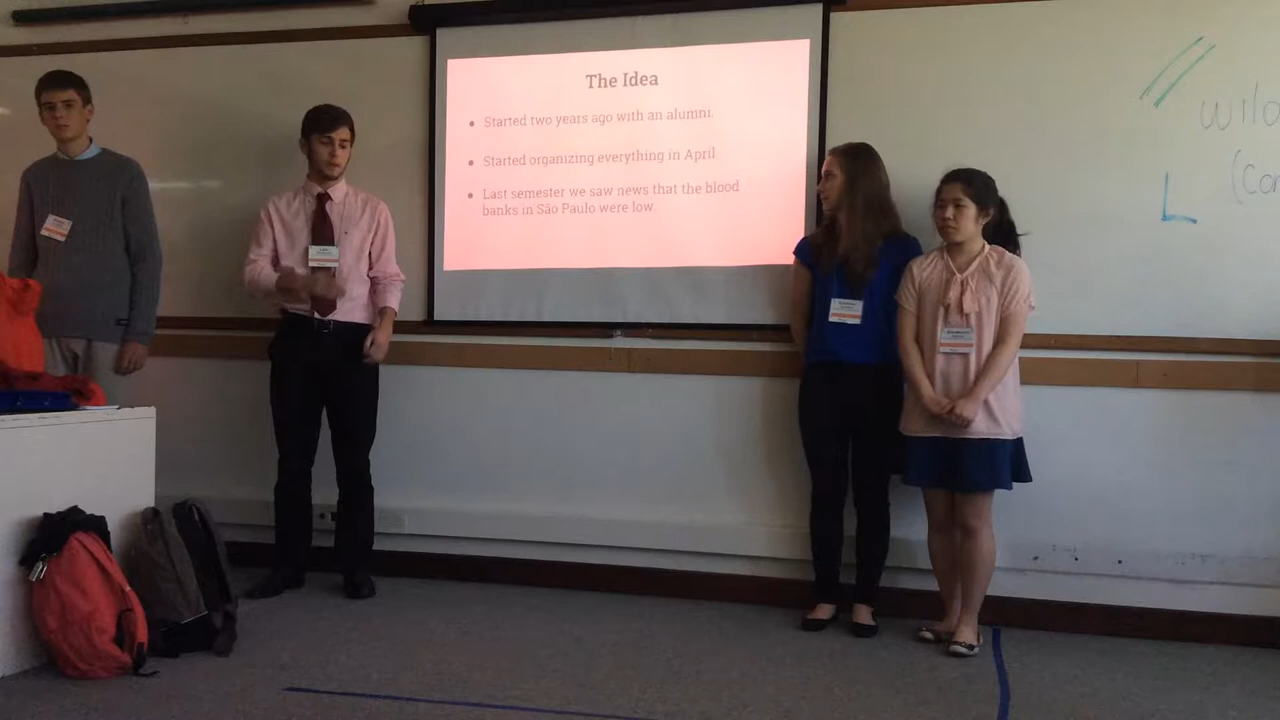 The Idea
Started two years ago with an alumni.
Started organizing everything in April
Last semester we saw news that the blood
banks in São Paulo were low.